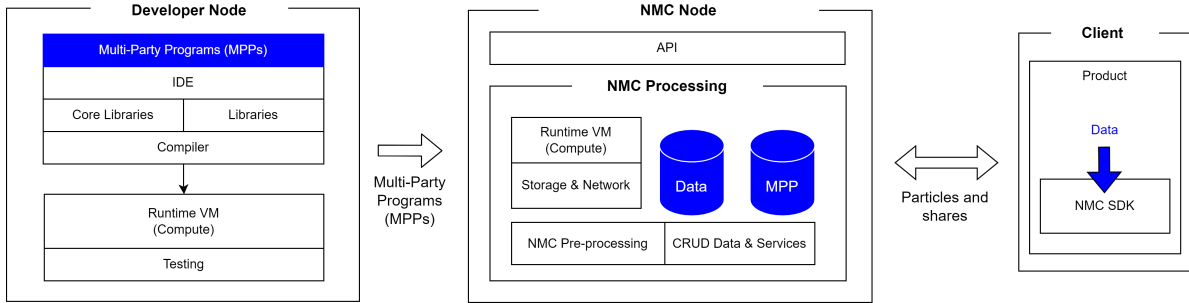 Developer Node
Multi-Party Programs (MPPs)
IDE
Core Libraries
Libraries
Compiler
Runtime VM
(Compute)
Testing
Multi-Party
Programs
(MPPs)
NMC Node
API
NMC Processing
Runtime VM
(Compute)
Storage & Network
Data
MPP
NMC Pre-processing
CRUD Data & Services
Particles and
shares
Client
Product
Data
NMC SDK